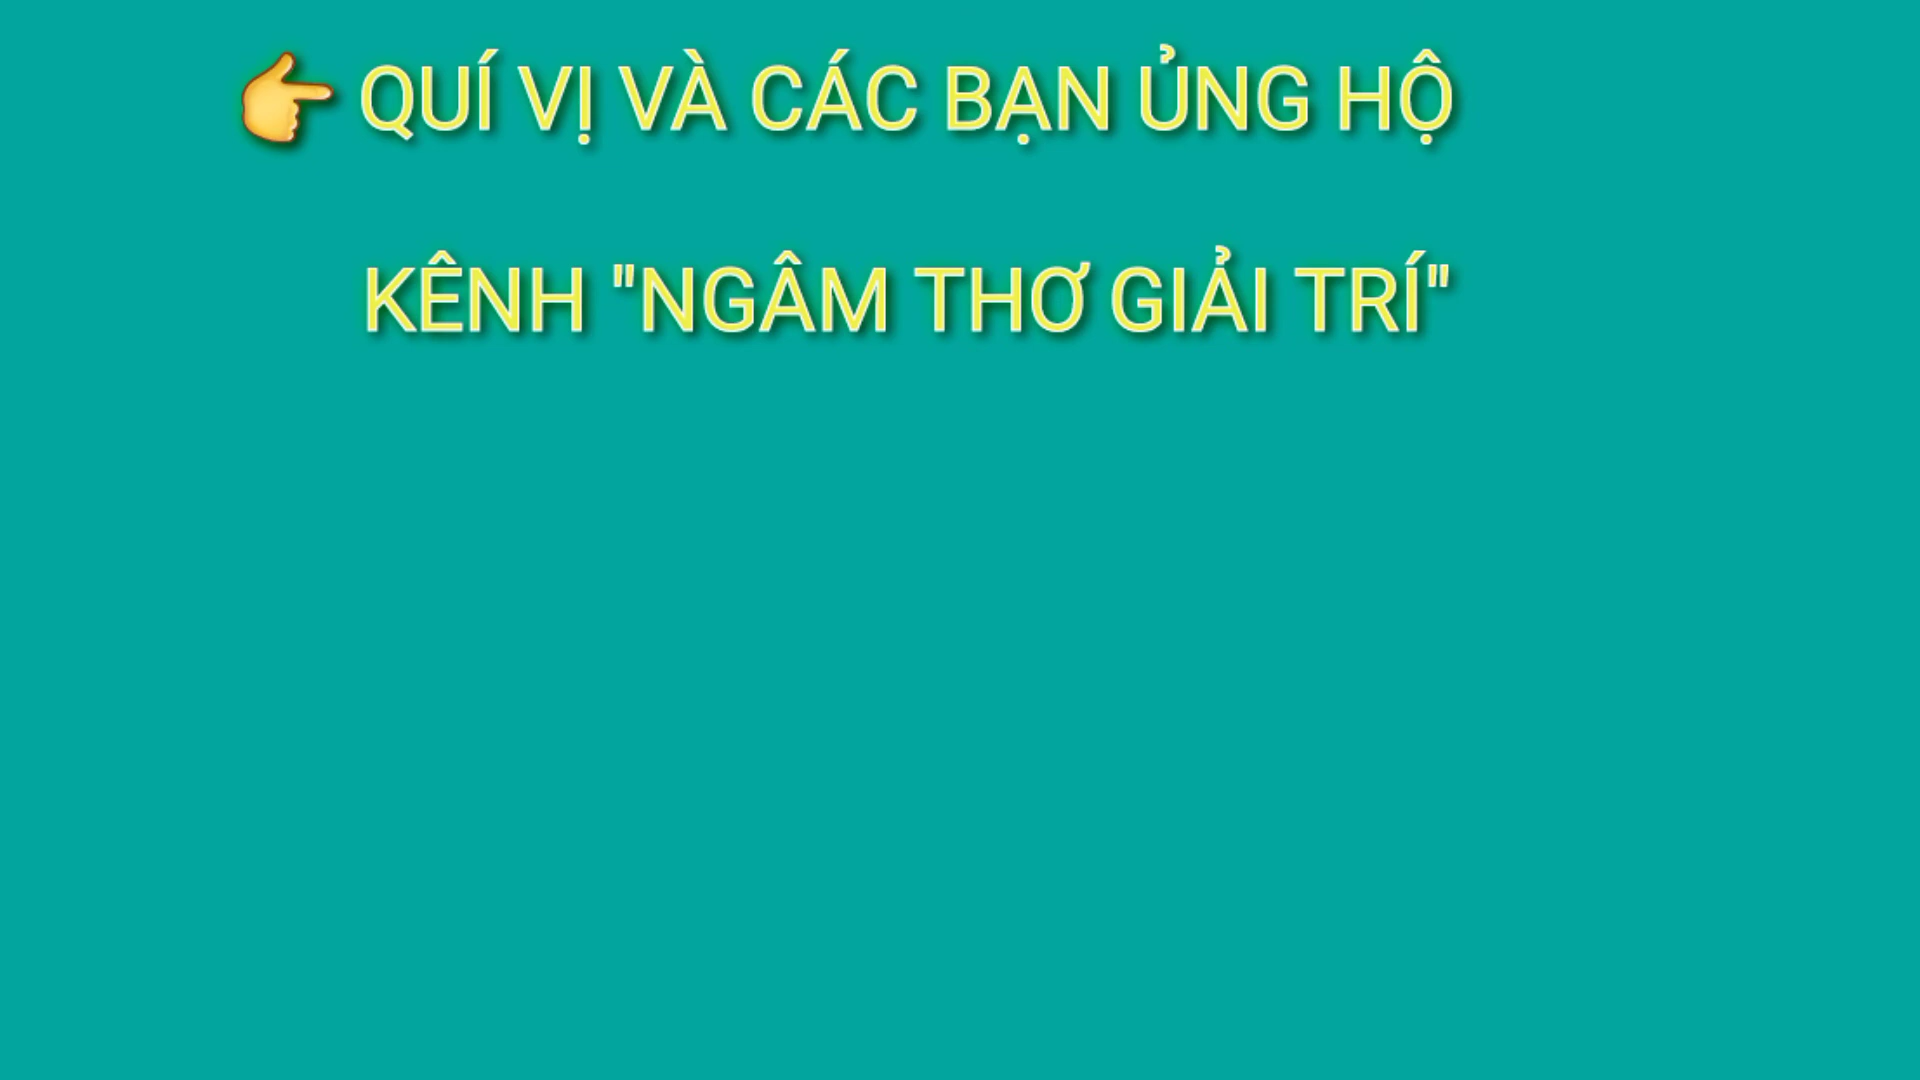 👉 QUÍ VỊ VÀ CÁC BẠN ỦNG HỘ
KÊNH "NGÂM THƠ GIẢI TRÍ"